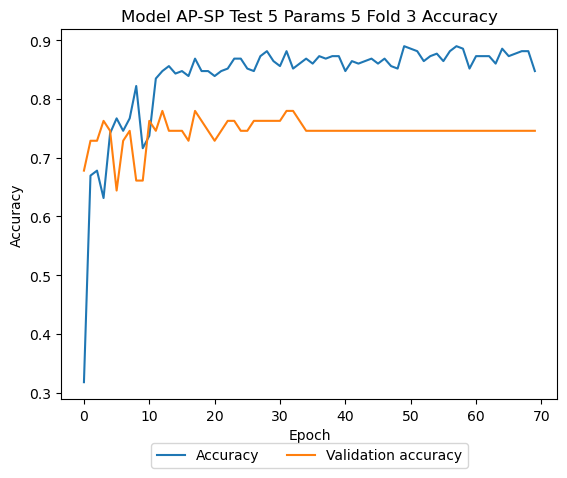 Model AP-SP Test 5 Params 5 Fold 3 Accuracy
Accuracy
0.9
0.8
0.7
0.6
0.5
0.4
0.3
0 10 20 30 40 50 60 70
Epoch
Accuracy Validation accuracy